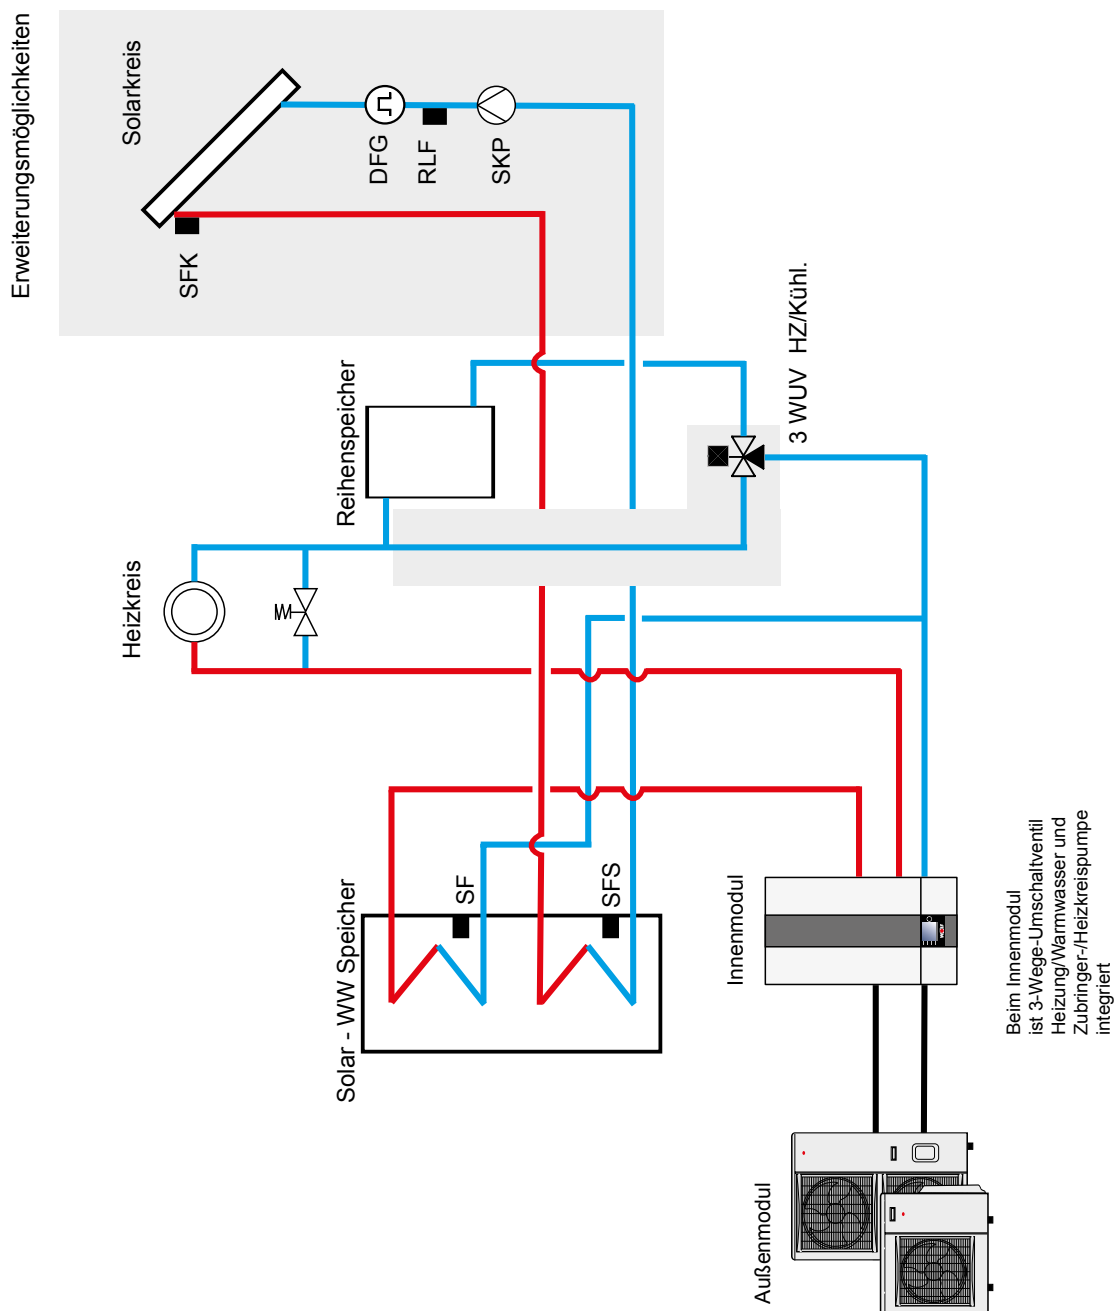 Erweiterungsmöglichkeiten
Solarkreis
SFK
DFG
RLF
SKP
3 WUV HZ/Kühl.
Reihenspeicher
Heizkreis
Solar - WW Speicher
SF
SFS
Innenmodul
Beim Innenmodul
ist 3-Wege-Umschaltventil
Heizung/Warmwasser und
Zubringer-/Heizkreispumpe
integriert
Außenmodul